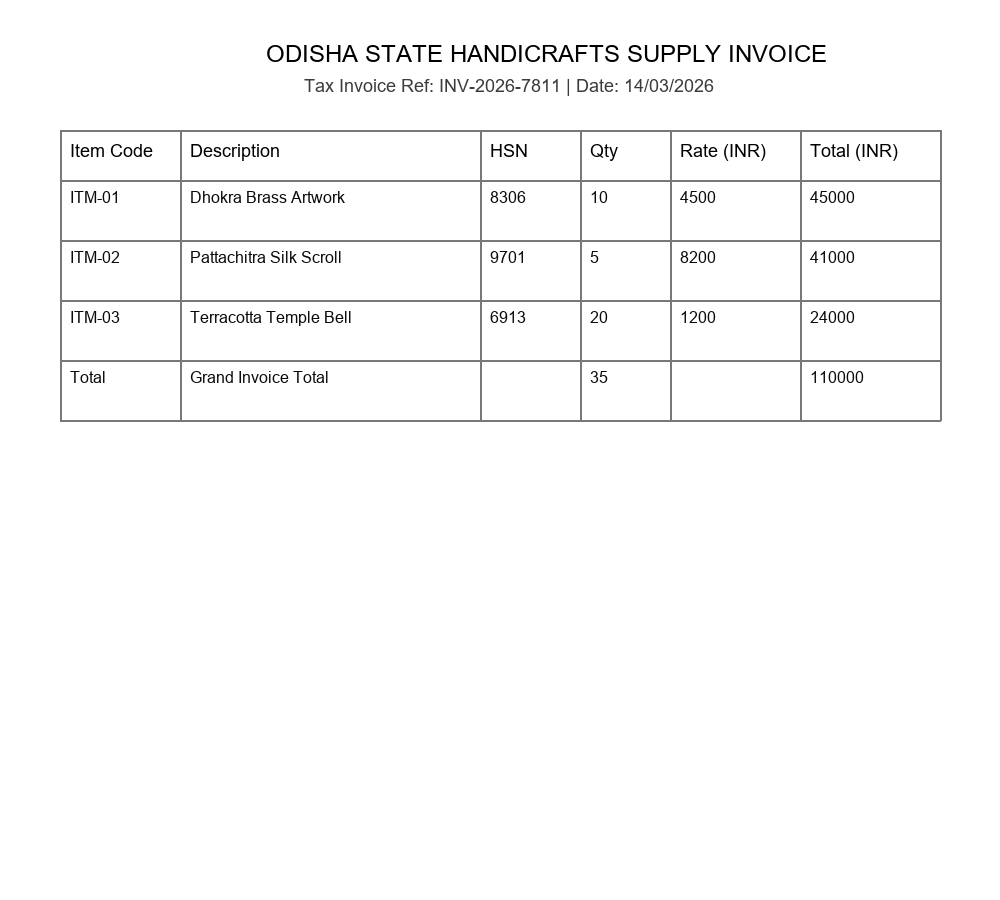 ODISHA STATE HANDICRAFTS SUPPLY INVOICE
Tax Invoice Ref: INV-2026-7811 | Date: 14/03/2026
Item Code Description HSN Qty Rate (INR) Total (INR)
ITM-01 Dhokra Brass Artwork 8306 10 4500 45000
ITM-02 Pattachitra Silk Scroll 9701 5 8200 41000
ITM-03 Terracotta Temple Bell 6913 20 1200 24000
Total Grand Invoice Total 35 110000